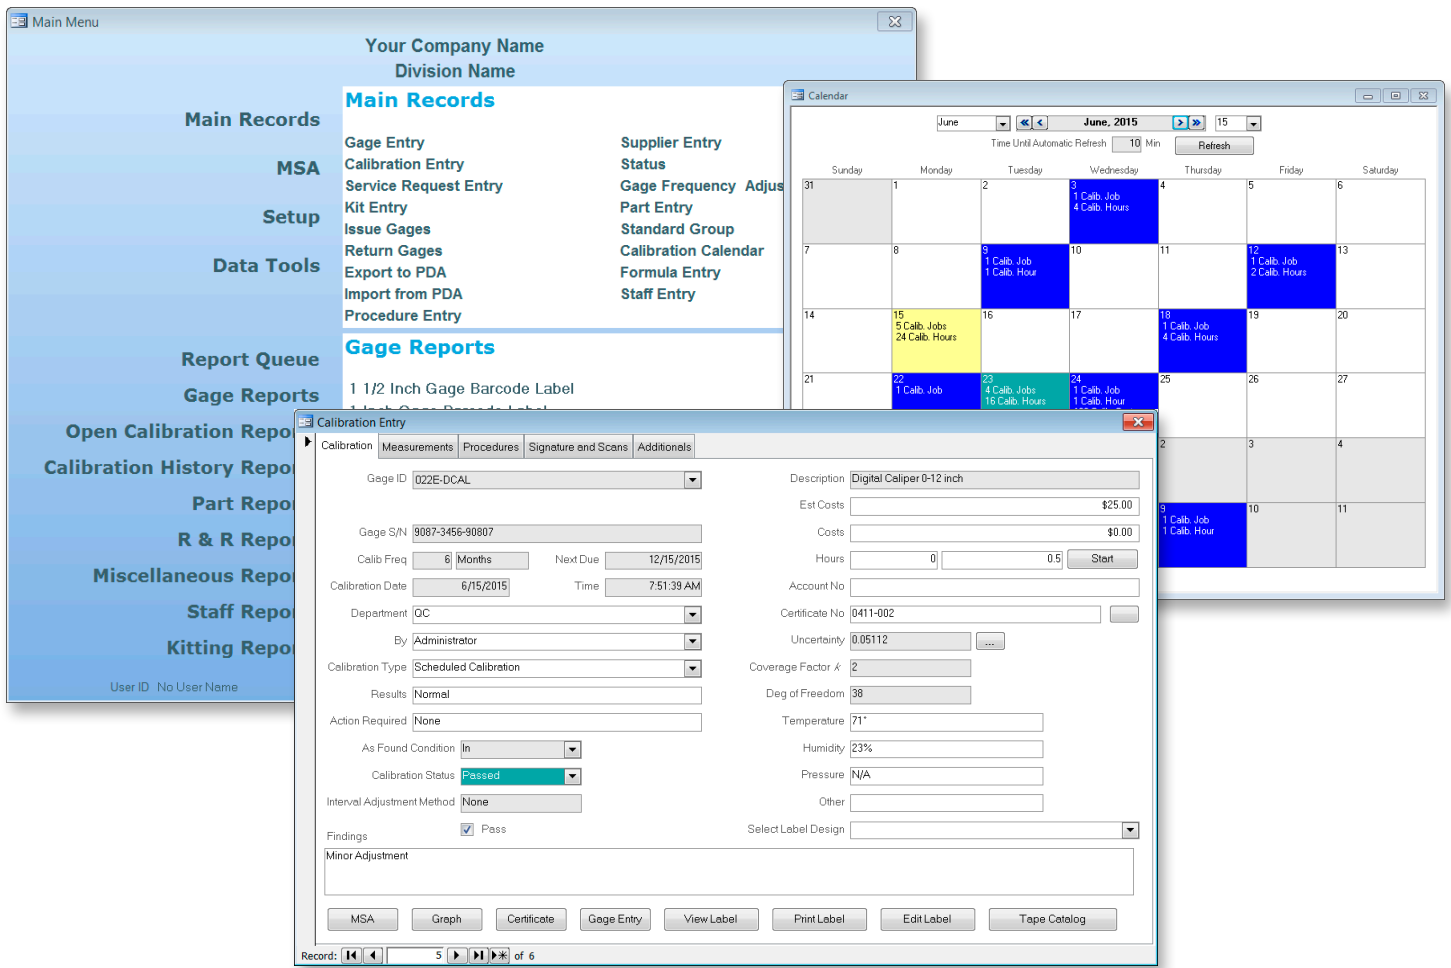 Main Menu
Your Company Name
Division Name
Main Records
MSA
Setup
Data Tools
Report Queue
Gage Reports
Open Calibration Repor
Calibration History Repor
Part Repor
R & R Repor
Miscellaneous Repor
Staff Repor
Kitting Repor
User ID No User Name
Main Records
Gage Entry
Calibration Entry
Service Request Entry
Kit Entry
Issue Gages
Return Gages
Export to PDA
Import from PDA
Procedure Entry
Supplier Entry
Status
Gage Frequency Adjus
Part Entry
Standard Group
Calibration Calendar
Formula Entry
Staff Entry
Gage Reports
1 1/2 Inch Gage Barcode Label
1 Inch Gage Barcode Label
Calendar
June June, 2015 15
Time Until Automatic Refresh 10 Min Refresh
Sunday Monday Tuesday Wednesday Thursday Friday Saturday
31 1 2 3 4 5 6
1 Calib. Job
4 Calib. Hours
7 8 9 10 11 12 13
1 Calib. Job 1 Calib. Job
1 Calib. Hour 2 Calib. Hours
14 15 16 17 18 19 20
5 Calib. Jobs 1 Calib. Job
24 Calib. Hours 4 Calib. Hours
21 22 23 24 25 26 27
1 Calib. Job 4 Calib. Jobs 1 Calib. Job
16 Calib. Hours 1 Calib. Hour
2 3 4
9 10 11
1 Calib. Job
1 Calib. Hour
Calibration Entry
Calibration Measurements Procedures Signature and Scans Additionals
Gage ID 022E-DCAL
Gage S/N 9087-3456-90807
Calib Freq 6 Months Next Due 12/15/2015
Calibration Date 6/15/2015 Time 7:51:39 AM
Department QC
By Administrator
Calibration Type Scheduled Calibration
Results Normal
Action Required None
As Found Condition In
Calibration Status Passed
Interval Adjustment Method None
Pass
Description Digital Caliper 0-12 inch
Est Costs $25.00
Costs $0.00
Hours 0 0.5 Start
Account No
Certificate No 0411-002
Uncertainty 0.05112 ...
Coverage Factor k 2
Deg of Freedom 38
Temperature 71°
Humidity 23%
Pressure N/A
Other
Select Label Design
Findings
Minor Adjustment
MSA Graph Certificate Gage Entry View Label Print Label Edit Label Tape Catalog
Record: 5 of 6